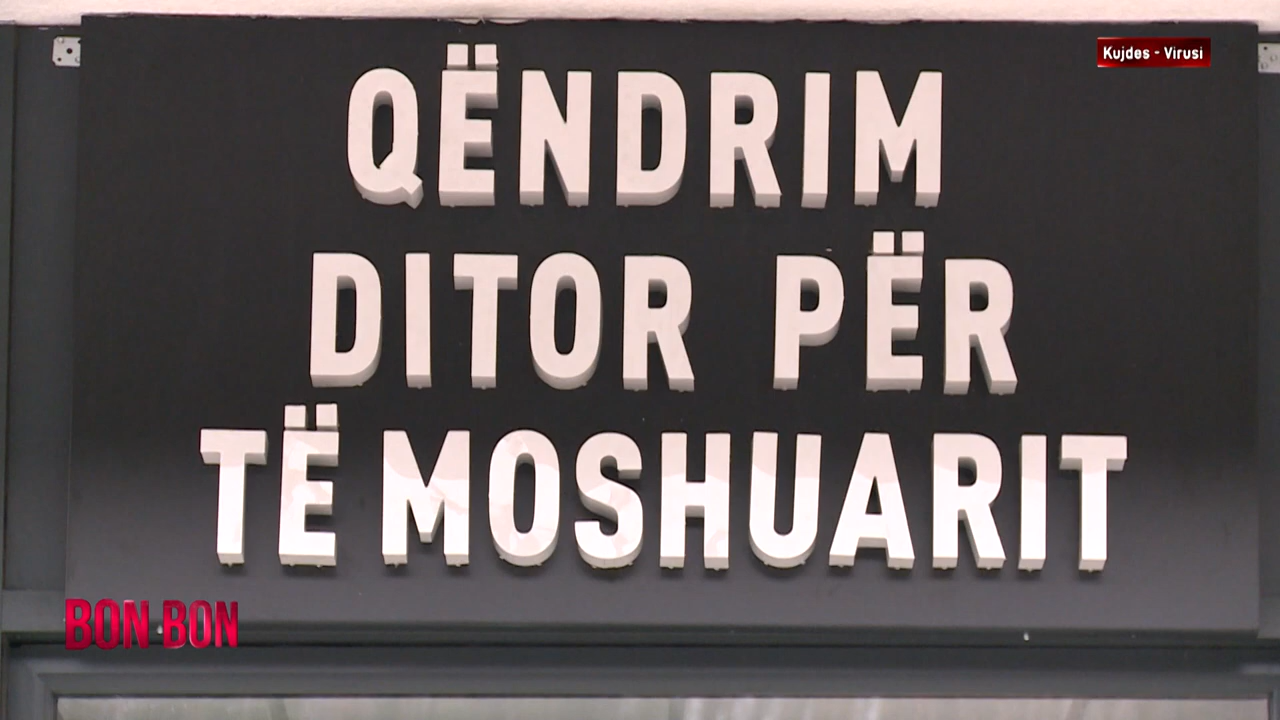 Kujdes - Virusi
QËNDRIM
DITOR PËR
TË MOSHUARIT
BON BON